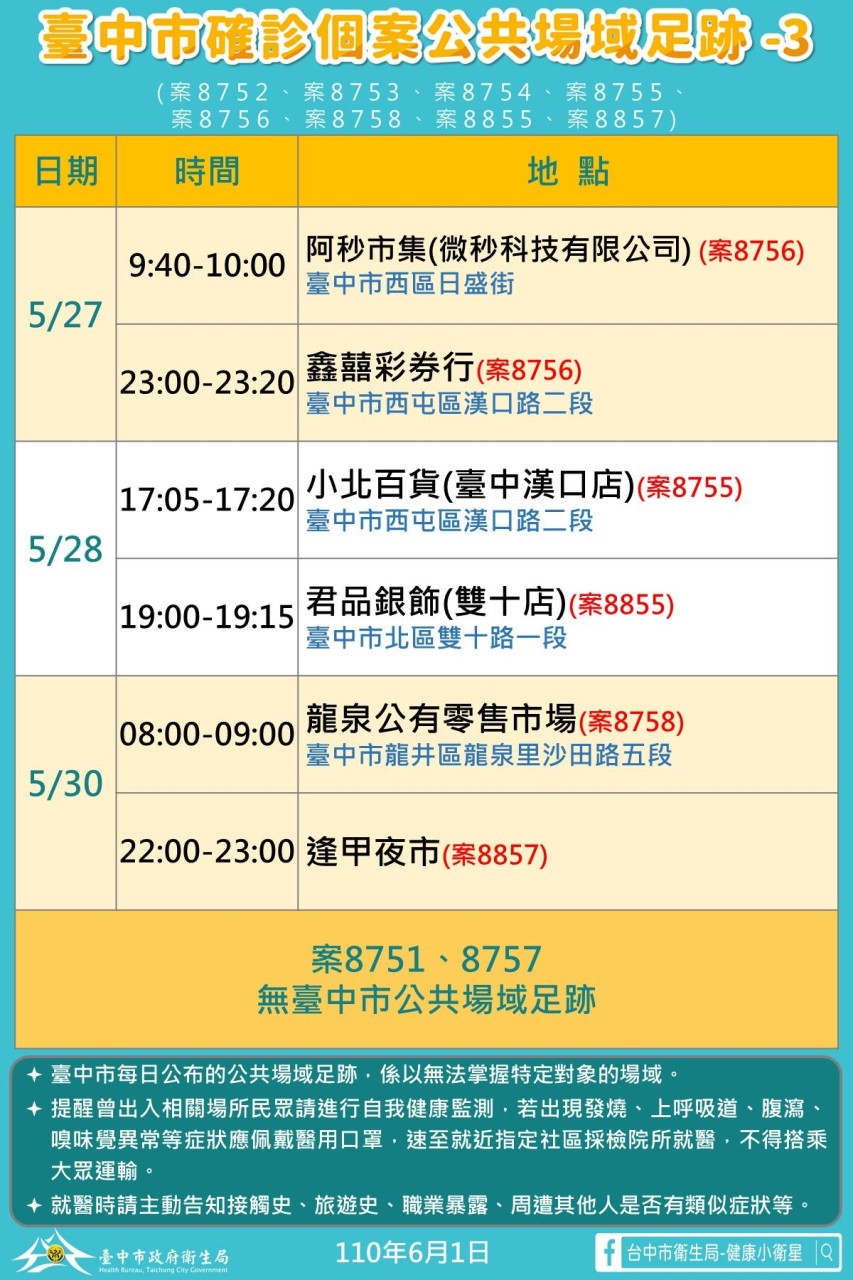 臺中市確診個案公共場域足跡 -3
(案8752、案8753、案8754、案8755、
案8756、案8758、案8855、案8857)
日期
時間
地 點
5/27
9:40-10:00
阿秒市集(微秒科技有限公司) (案8756)
臺中市西區日盛街
23:00-23:20
鑫囍彩券行(案8756)
臺中市西屯區漢口路二段
5/28
17:05-17:20
小北百貨(臺中漢口店)(案8755)
臺中市西屯區漢口路二段
19:00-19:15
君品銀飾(雙十店)(案8855)
臺中市北區雙十路一段
5/30
08:00-09:00
龍泉公有零售市場(案8758)
臺中市龍井區龍泉里沙田路五段
22:00-23:00
逢甲夜市(案8857)
案8751、8757
無臺中市公共場域足跡
臺中市每日公布的公共場域足跡，係以無法掌握特定對象的場域。
提醒曾出入相關場所民眾請進行自我健康監測，若出現發燒、上呼吸道、腹瀉、
嗅味覺異常等症狀應佩戴醫用口罩，速至就近指定社區採檢院所就醫，不得搭乘
大眾運輸。
就醫時請主動告知接觸史、旅遊史、職業暴露、周遭其他人是否有類似症狀等。
臺中市政府衛生局
Health Bureau, Taichung City Government
110年6月1日
台中市衛生局-健康小衛星